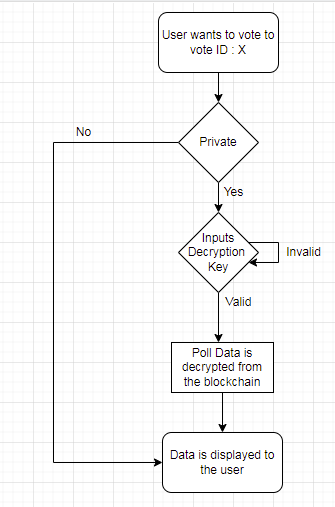 User wants to vote to
vote ID : X
No
Private
Yes
Inputs
Decryption
Key
Invalid
Valid
Poll Data is
decrypted from
the blockchain
Data is displayed to
the user